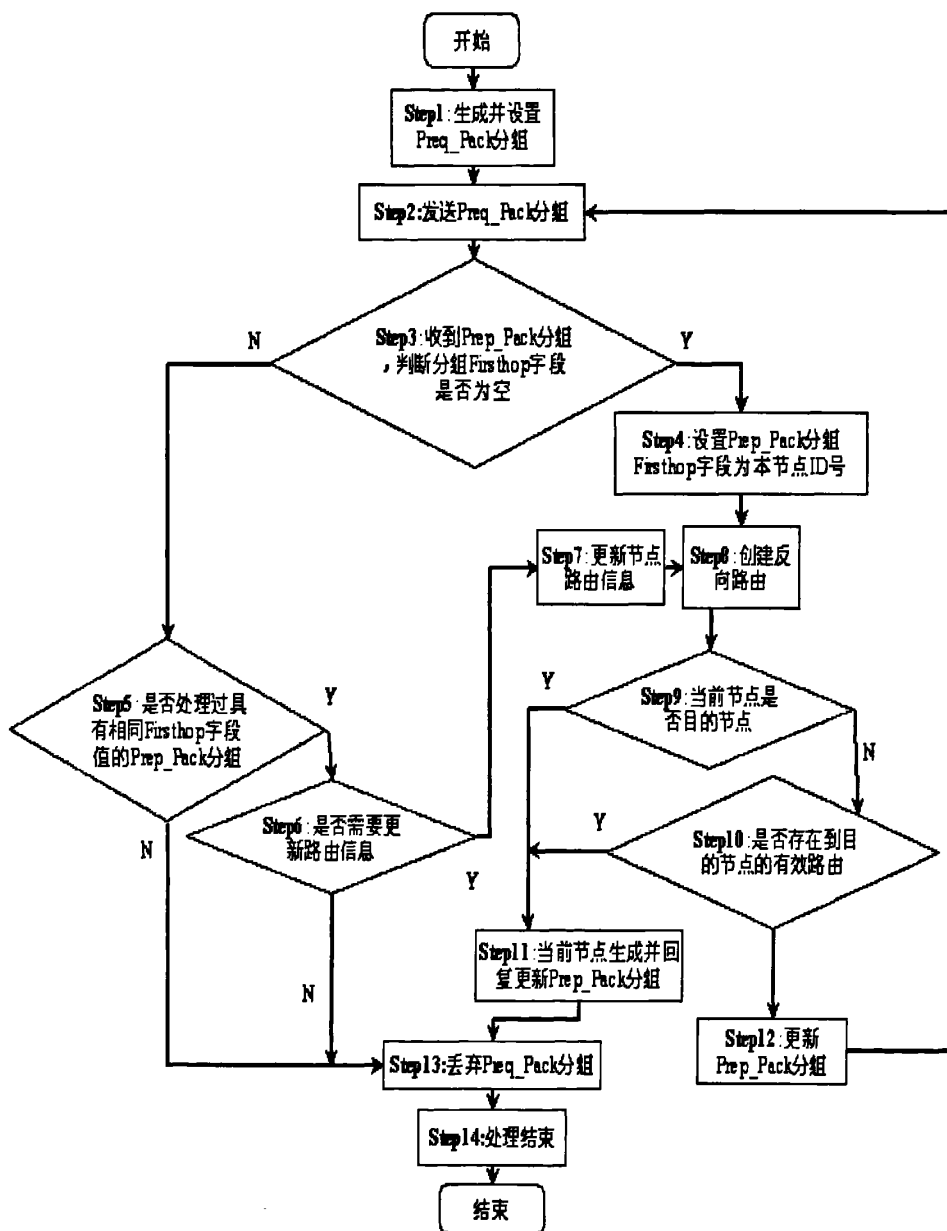 开始
Step1:生成并设置
Preq_Pack分组
Step2:发送Preq_Pack分组
N
Step3:收到Prep_Pack分组
,判断分组Firsthop字段
是否为空
Y
Step4:设置Prep_Pack分组
Firsthop字段为本节点ID号
Step7:更新节点
路由信息
Step8:创建反
向路由
Step5:是否处理过具
有相同Firsthop字段
值的Prep_Pack分组
Y
Y
Step9:当前节点是
否目的节点
N
N
Step6:是否需要更
新路由信息
Y
Y
Step10:是否存在到目
的节点的有效路由
Step11:当前节点生成并回
复更新Prep_Pack分组
N
Step12:更新
Prep_Pack分组
Step13:丢弃Preq_Pack分组
Step14:处理结束
结束